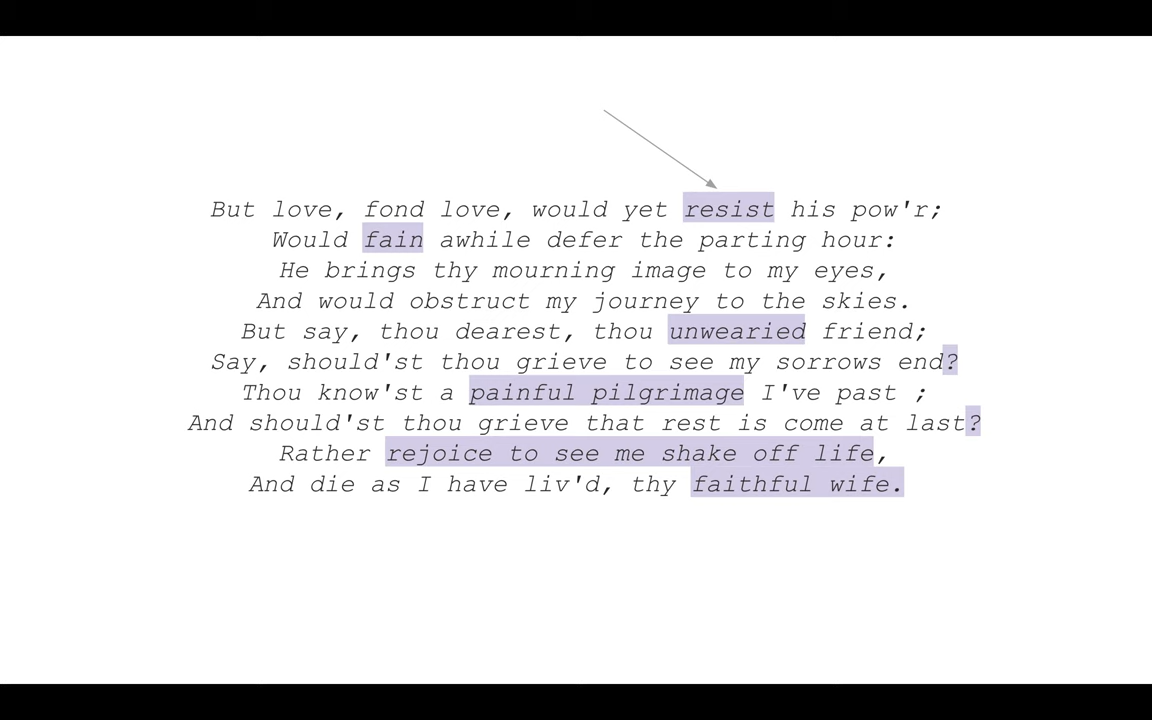 But love, fond love, would yet resist his pow'r;
Would fain awhile defer the parting hour:
He brings thy mourning image to my eyes,
And would obstruct my journey to the skies.
But say, thou dearest, thou unwearied friend;
Say, should'st thou grieve to see my sorrows end?
Thou know'st a painful pilgrimage I've past ;
And should'st thou grieve that rest is come at last?
Rather rejoice to see me shake off life,
And die as I have liv'd, thy faithful wife.